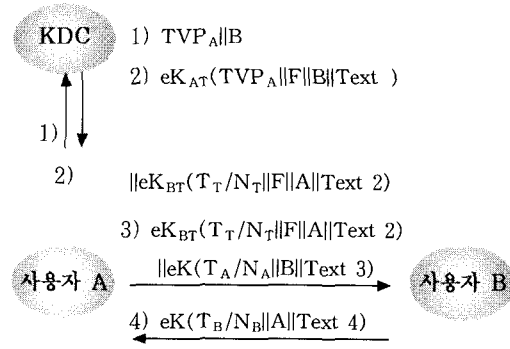 KDC
1) TVP_A||B
2) eK_AT(TVP_A||F||B||Text )
1)
2)
||eK_BT(T_T/N_T||F||A||Text 2)
3) eK_BT(T_T/N_T||F||A||Text 2)
||eK(T_A/N_A||B||Text 3)
사용자 A
사용자 B
4) eK(T_B/N_B||A||Text 4)